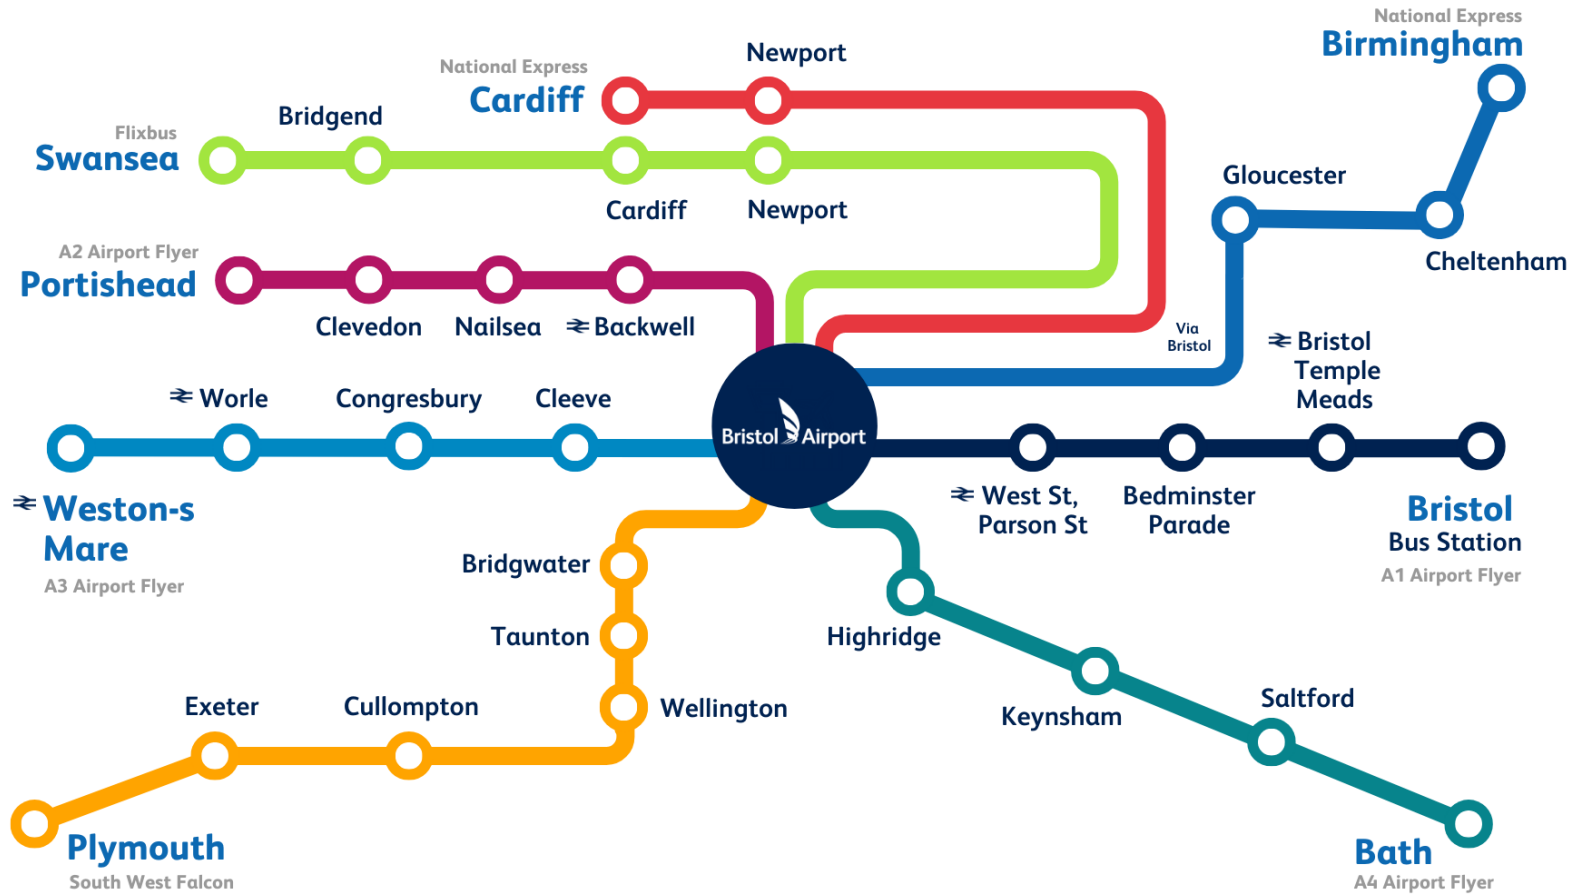 National Express
Birmingham
National Express
Cardiff
Newport
Bridgend
Flixbus
Swansea
Cardiff
Newport
Gloucester
Cheltenham
A2 Airport Flyer
Portishead
Clevedon
Nailsea
Backwell
Via
Bristol
Bristol
Temple
Meads
Worle
Congresbury
Cleeve
Bristol Airport
Weston-s
Mare
A3 Airport Flyer
West St,
Parson St
Bedminster
Parade
Bristol
Bus Station
A1 Airport Flyer
Bridgwater
Taunton
Wellington
Highridge
Keynsham
Saltford
Exeter
Cullompton
Plymouth
South West Falcon
Bath
A4 Airport Flyer